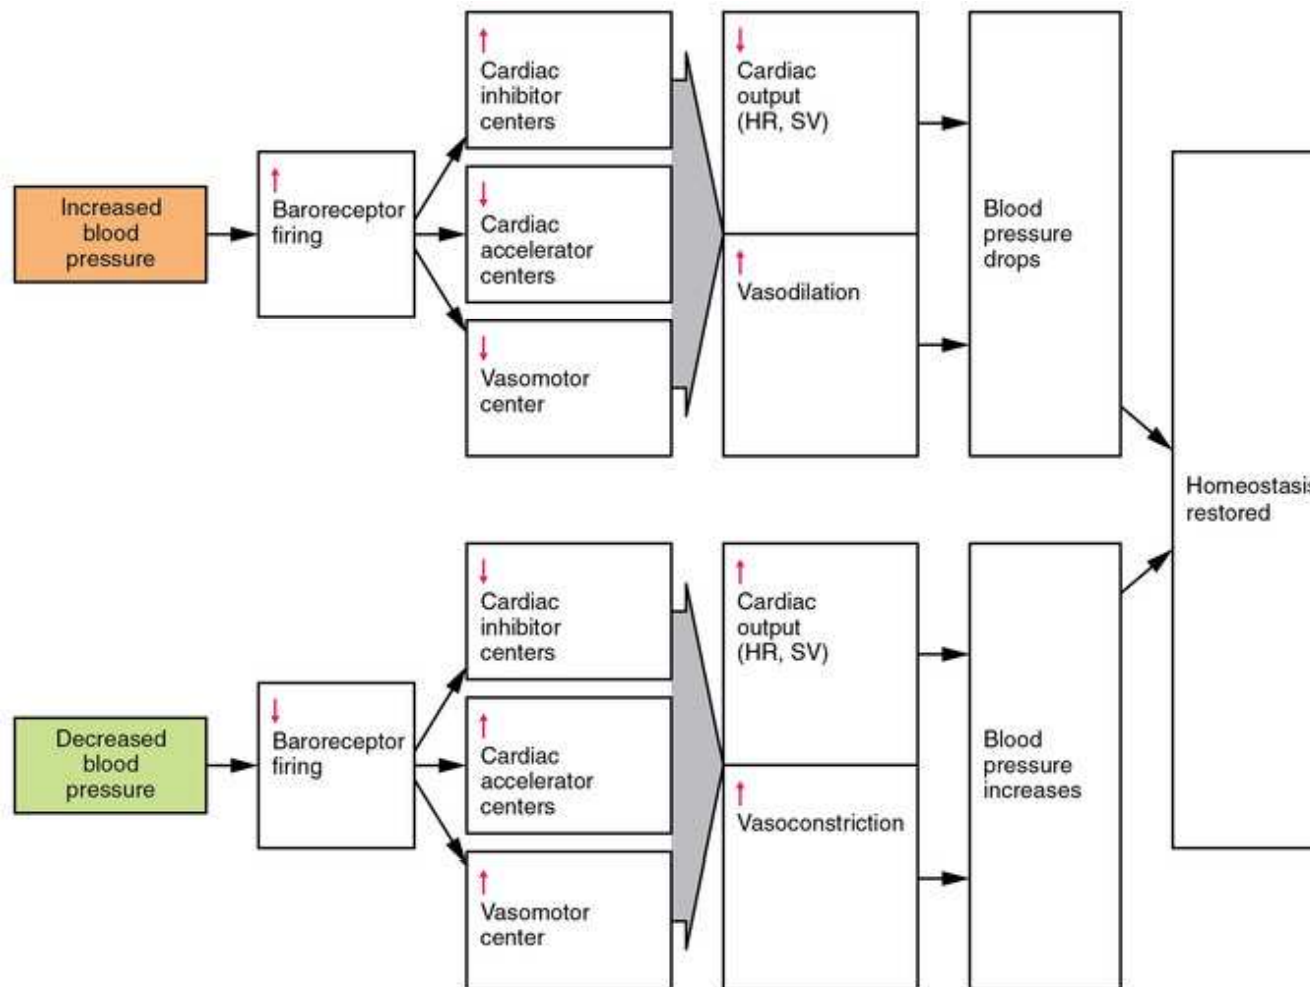 ↑
Cardiac
inhibitor
centers
↓
Cardiac
output
(HR, SV)
Increased
blood
pressure
↑
Baroreceptor
firing
↓
Cardiac
accelerator
centers
↑
Vasodilation
Blood
pressure
drops
↓
Vasomotor
center
Homeostasis
restored
↓
Cardiac
inhibitor
centers
↑
Cardiac
output
(HR, SV)
Decreased
blood
pressure
↓
Baroreceptor
firing
↑
Cardiac
accelerator
centers
↑
Vasoconstriction
Blood
pressure
increases
↑
Vasomotor
center